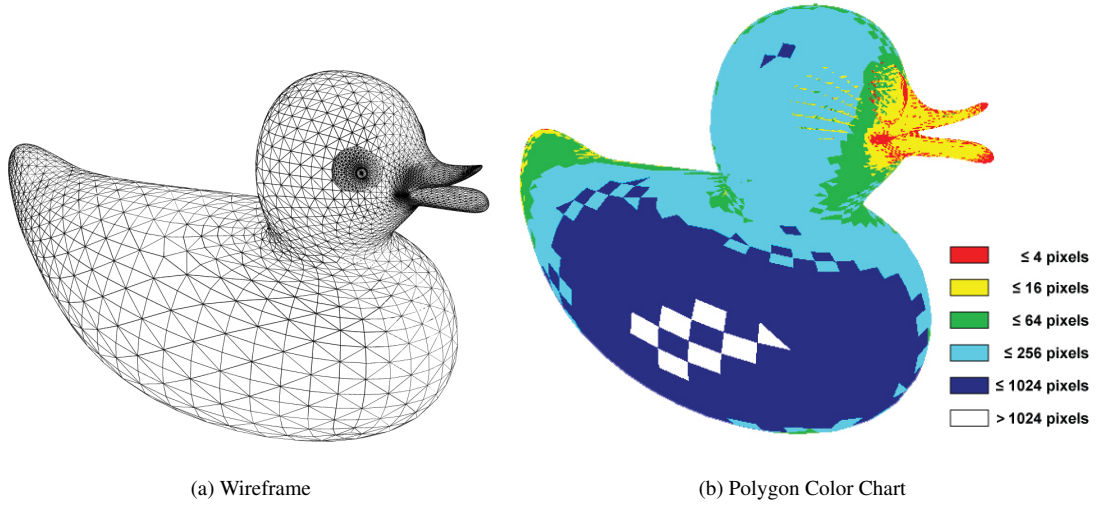 ≤ 4 pixels
≤ 16 pixels
≤ 64 pixels
≤ 256 pixels
≤ 1024 pixels
> 1024 pixels
(a) Wireframe
(b) Polygon Color Chart